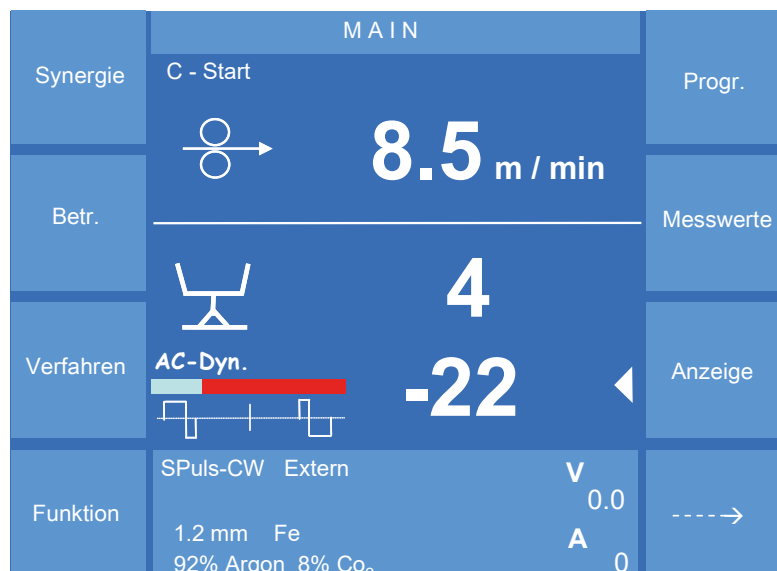 MAIN
Synergie
C - Start
Progr.
8.5 m / min
Betr.
Messwerte
4
Verfahren
AC-Dyn.
-22
Anzeige
SPuls-CW Extern
V
0.0
Funktion
1.2 mm Fe
A
92% Argon 8% Co₂
0